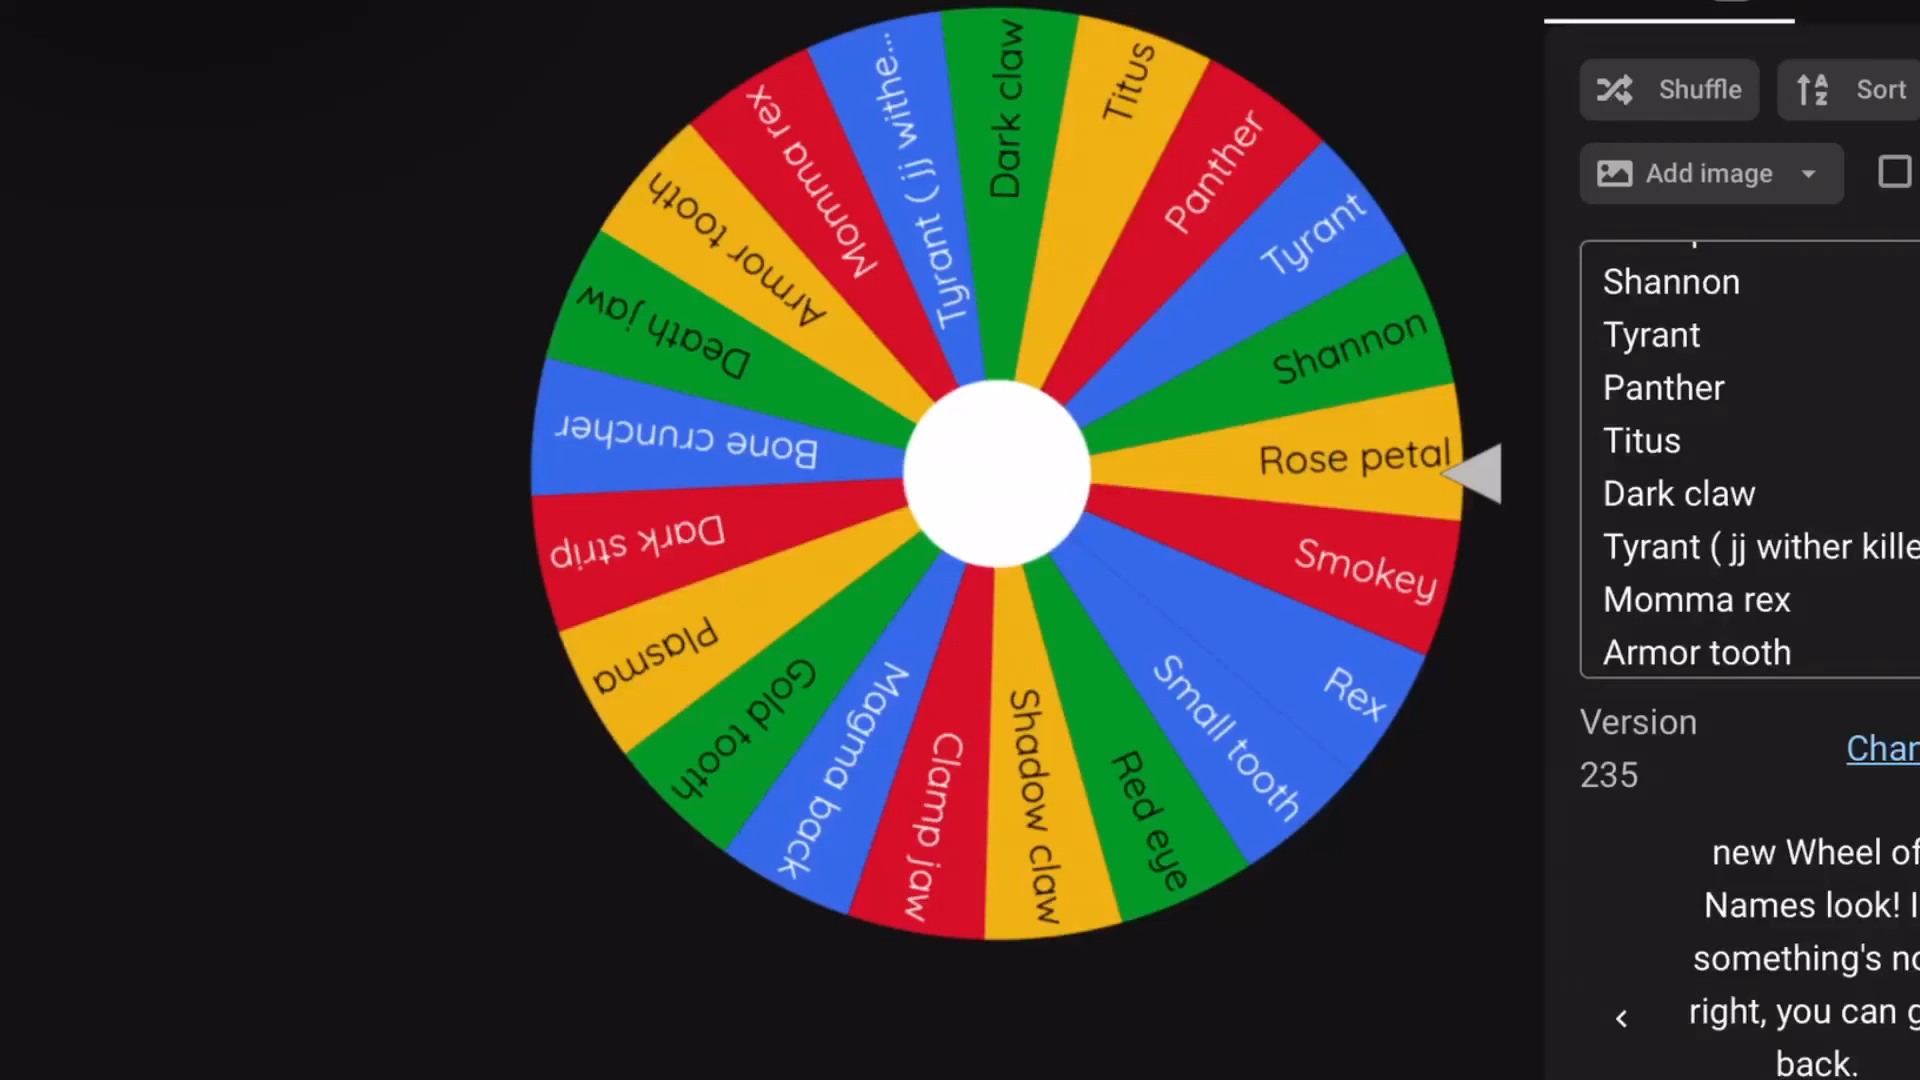 Dark claw
Titus
Panther
Tyrant
Shannon
Rose petal
Smokey
Rex
Small tooth
Red eye
Shadow claw
Clamp jaw
Magma back
Gold tooth
Plasma
Dark strip
Bone cruncher
Death jaw
Armor tooth
Momma rex
Tyrant ( jj withe...
Shuffle
Sort
Add image
Shannon
Tyrant
Panther
Titus
Dark claw
Tyrant ( jj wither kille
Momma rex
Armor tooth
Version
235
Chan
new Wheel of
Names look! I
something's no
right, you can g
back.